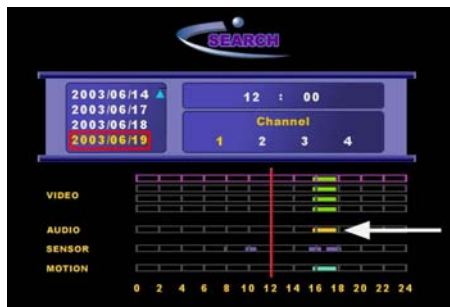 SEARCH
2003/06/14
2003/06/17
2003/06/18
2003/06/19
12 : 00
Channel
1 2 3 4
VIDEO
AUDIO
SENSOR
MOTION
0 2 4 6 8 10 12 14 16 18 20 22 24